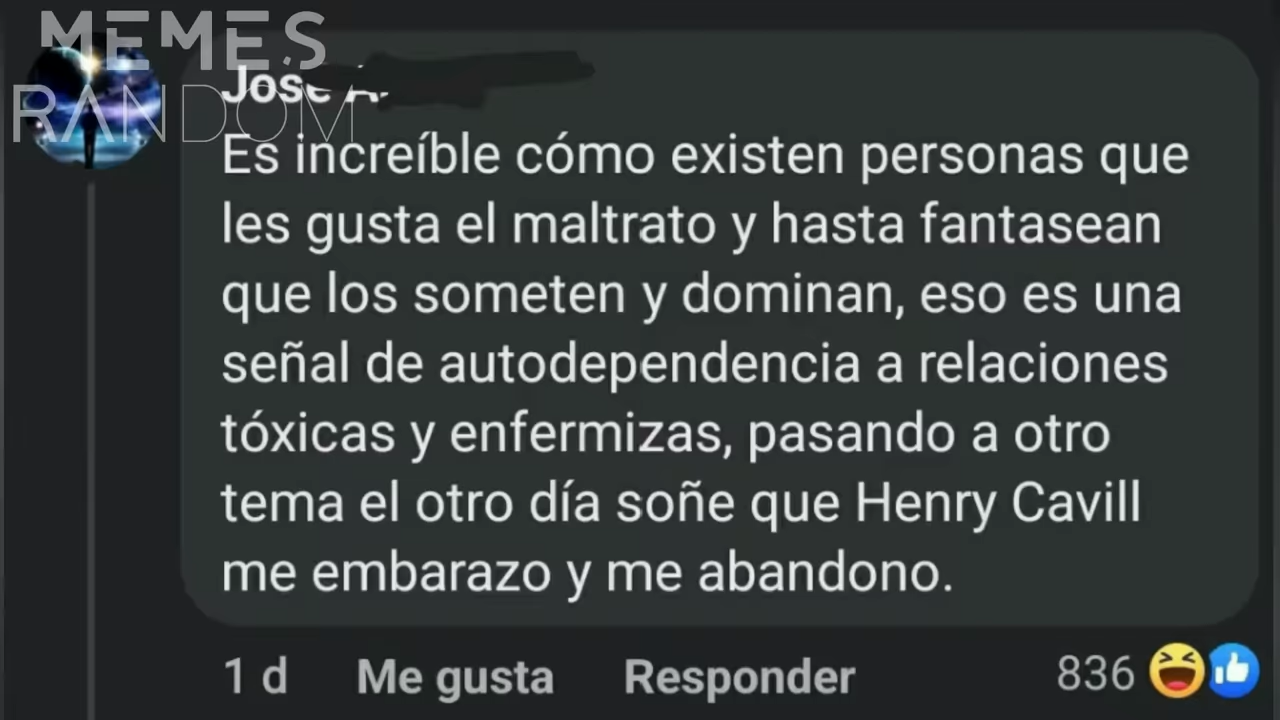 MEMES
RANDOM
Jose A.
Es increíble cómo existen personas que
les gusta el maltrato y hasta fantasean
que los someten y dominan, eso es una
señal de autodependencia a relaciones
tóxicas y enfermizas, pasando a otro
tema el otro día soñe que Henry Cavill
me embarazo y me abandono.
1 d Me gusta Responder 836